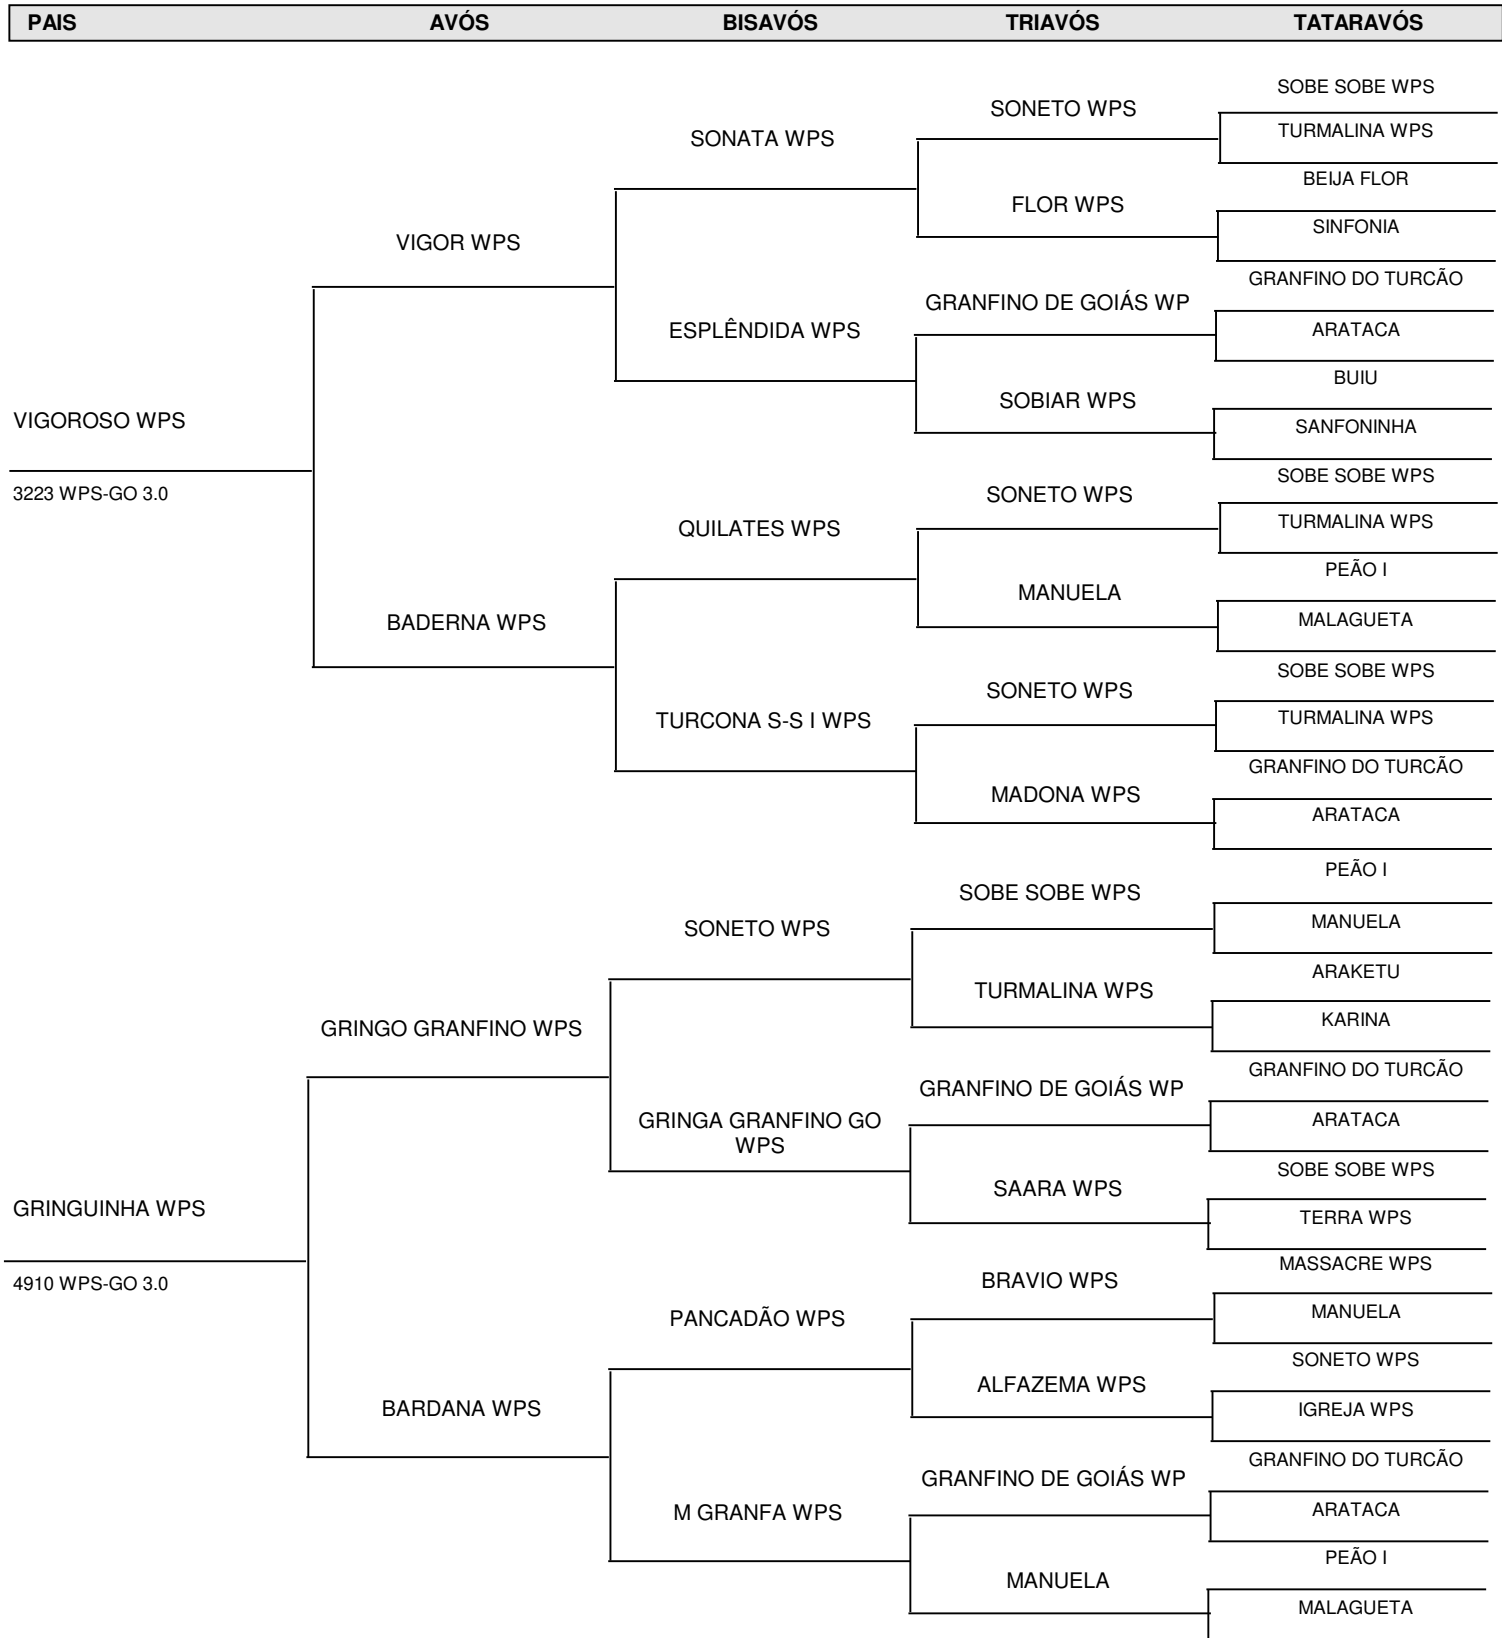 PAIS AVÓS BISAVÓS TRIAVÓS TATARAVÓS
SOBE SOBE WPS
SONETO WPS
TURMALINA WPS
SONATA WPS
BEIJA FLOR
FLOR WPS
SINFONIA
VIGOR WPS
GRANFINO DO TURCÃO
GRANFINO DE GOIÁS WP
ARATACA
ESPLÊNDIDA WPS
BUIU
SOBIAR WPS
SANFONINHA
VIGOROSO WPS
3223 WPS-GO 3.0
SOBE SOBE WPS
SONETO WPS
TURMALINA WPS
QUILATES WPS
PEÃO I
MANUELA
MALAGUETA
BADERNA WPS
SOBE SOBE WPS
SONETO WPS
TURMALINA WPS
TURCONA S-S I WPS
GRANFINO DO TURCÃO
MADONA WPS
ARATACA
PEÃO I
SOBE SOBE WPS
MANUELA
SONETO WPS
ARAKETU
TURMALINA WPS
KARINA
GRINGO GRANFINO WPS
GRANFINO DO TURCÃO
GRANFINO DE GOIÁS WP
ARATACA
GRINGA GRANFINO GO
WPS
SOBE SOBE WPS
SAARA WPS
TERRA WPS
GRINGUINHA WPS
4910 WPS-GO 3.0
MASSACRE WPS
BRAVIO WPS
MANUELA
PANCADÃO WPS
SONETO WPS
ALFAZEMA WPS
IGREJA WPS
BARDANA WPS
GRANFINO DO TURCÃO
GRANFINO DE GOIÁS WP
ARATACA
M GRANFA WPS
PEÃO I
MANUELA
MALAGUETA